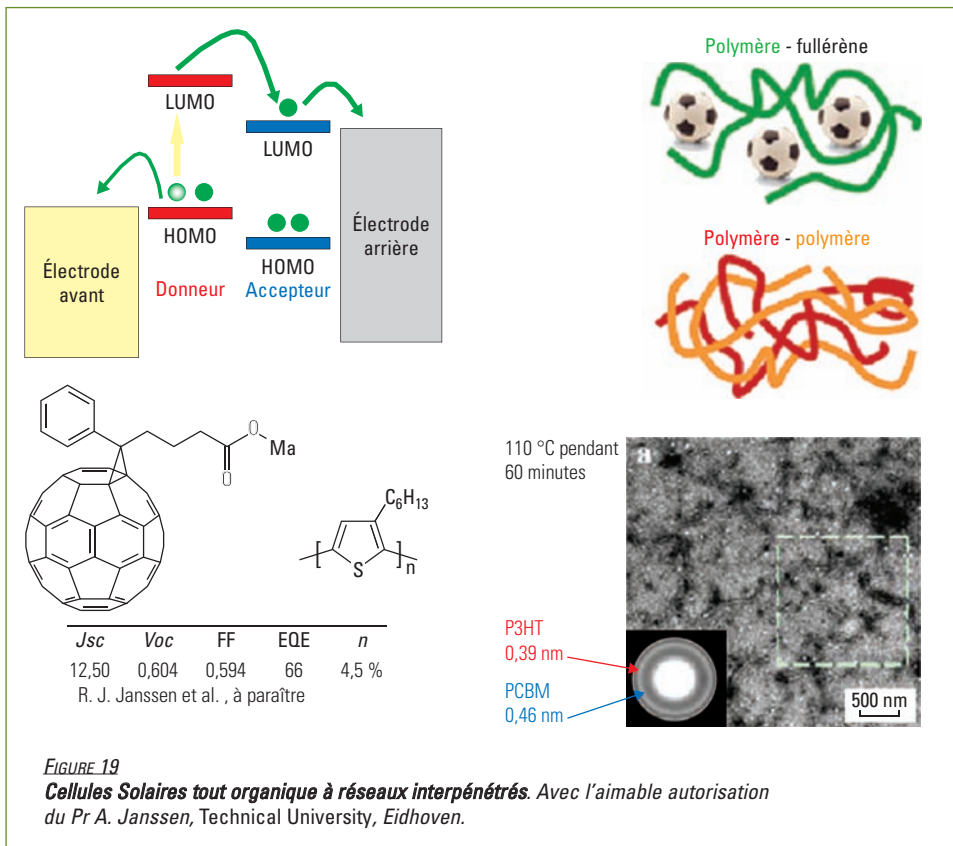 LUMO
LUMO
HOMO
HOMO
Électrode
avant
Donneur
Accepteur
Électrode
arrière
Polymère - fullérène
Polymère - polymère
O
Ma
O
C6H13
S
[ ]n
Jsc Voc FF EQE n
12,50 0,604 0,594 66 4,5 %
R. J. Janssen et al. , à paraître
110 °C pendant
60 minutes
a
P3HT
0,39 nm
PCBM
0,46 nm
500 nm
FIGURE 19
Cellules Solaires tout organique à réseaux interpénétrés. Avec l'aimable autorisation
du Pr A. Janssen, Technical University, Eidhoven.